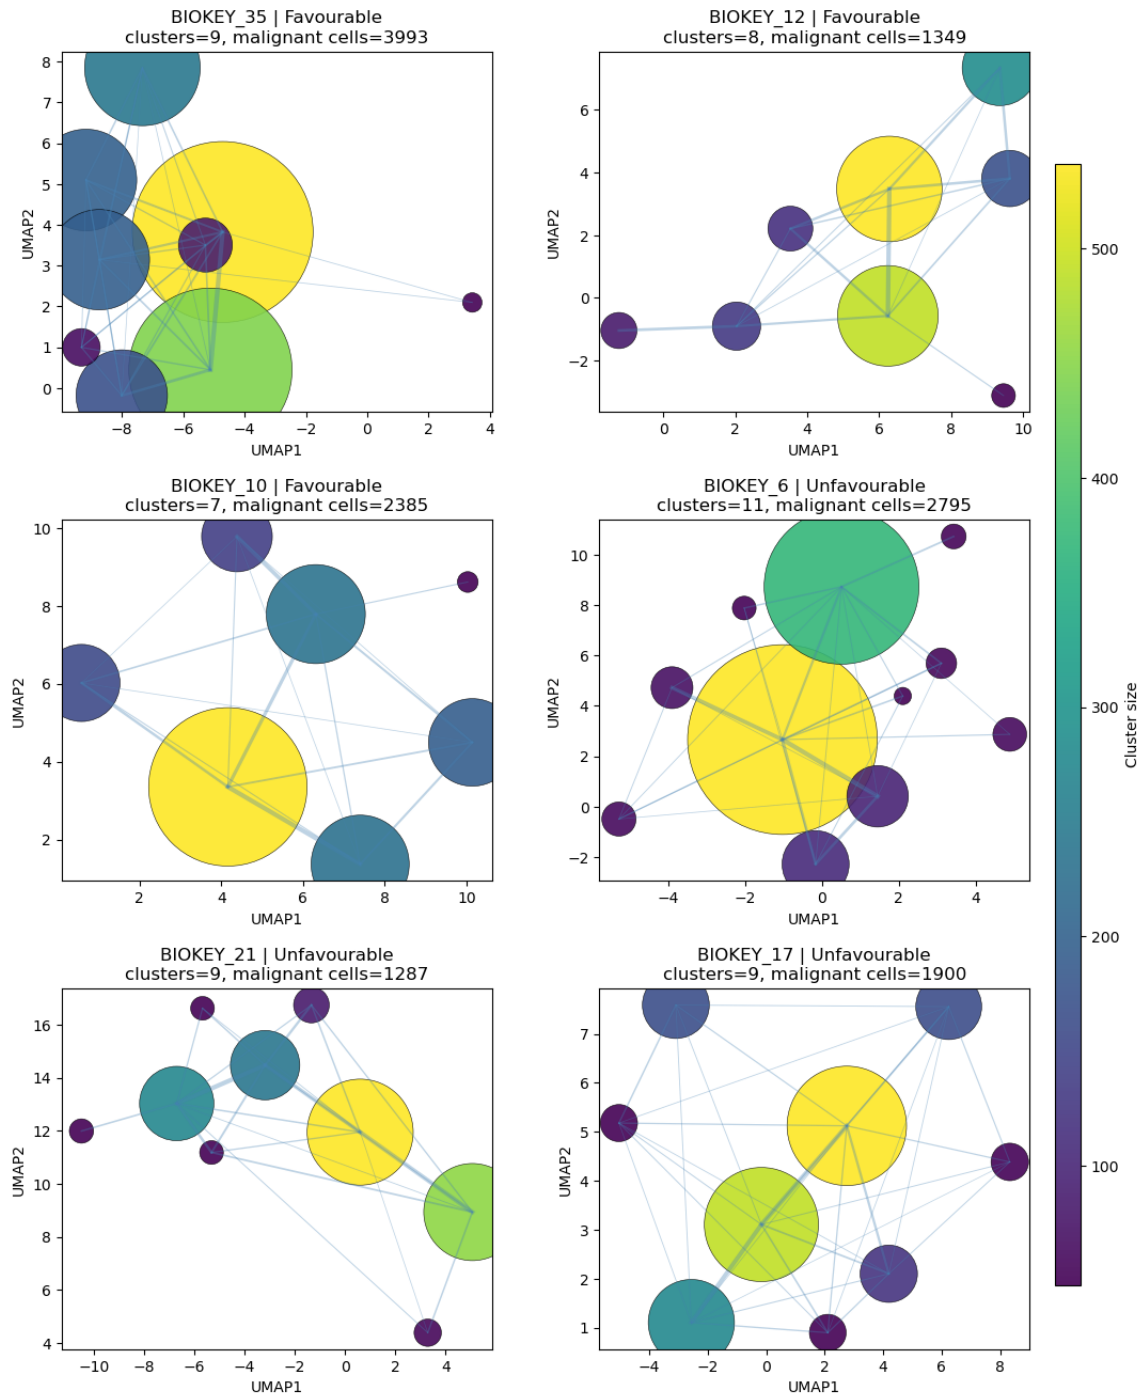 BIOKEY_35 | Favourable
clusters=9, malignant cells=3993
8
7
6
5
4
3
2
1
0
UMAP2
−8 −6 −4 −2 0 2 4
UMAP1
BIOKEY_12 | Favourable
clusters=8, malignant cells=1349
6
4
2
0
−2
UMAP2
0 2 4 6 8 10
UMAP1
BIOKEY_10 | Favourable
clusters=7, malignant cells=2385
10
8
6
4
2
UMAP2
2 4 6 8 10
UMAP1
BIOKEY_6 | Unfavourable
clusters=11, malignant cells=2795
10
8
6
4
2
0
−2
UMAP2
−4 −2 0 2 4
UMAP1
BIOKEY_21 | Unfavourable
clusters=9, malignant cells=1287
16
14
12
10
8
6
4
UMAP2
−10 −8 −6 −4 −2 0 2 4
UMAP1
BIOKEY_17 | Unfavourable
clusters=9, malignant cells=1900
7
6
5
4
3
2
1
UMAP2
−4 −2 0 2 4 6 8
UMAP1
500
400
300
200
100
Cluster size